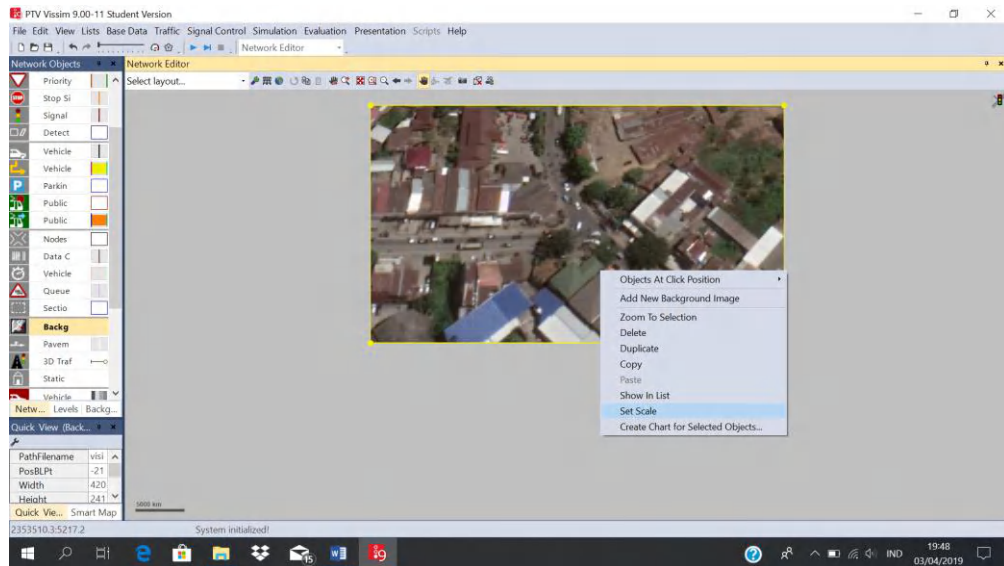 PTV Vissim 9.00-11 Student Version
File Edit View Lists Base Data Traffic Signal Control Simulation Evaluation Presentation Scripts Help
Network Editor
Network Objects
Network Editor
Select layout...
Priority
Stop Si
Signal
Detect
Vehicle
Vehicle
P Parkin
Public
Public
Nodes
Data C
Vehicle
Queue
Sectio
Backg
Pavem
3D Traf
Static
Vehicle
Netw... Levels Backg...
Quick View (Back...
PathFilename visi
PosBLPt -21
Width 420
Height 241
Quick Vie... Smart Map
Objects At Click Position
Add New Background Image
Zoom To Selection
Delete
Duplicate
Copy
Paste
Show In List
Set Scale
Create Chart for Selected Objects...
5000 km
2353510.3:5217.2 System initialized!
15
IND
19:48
03/04/2019